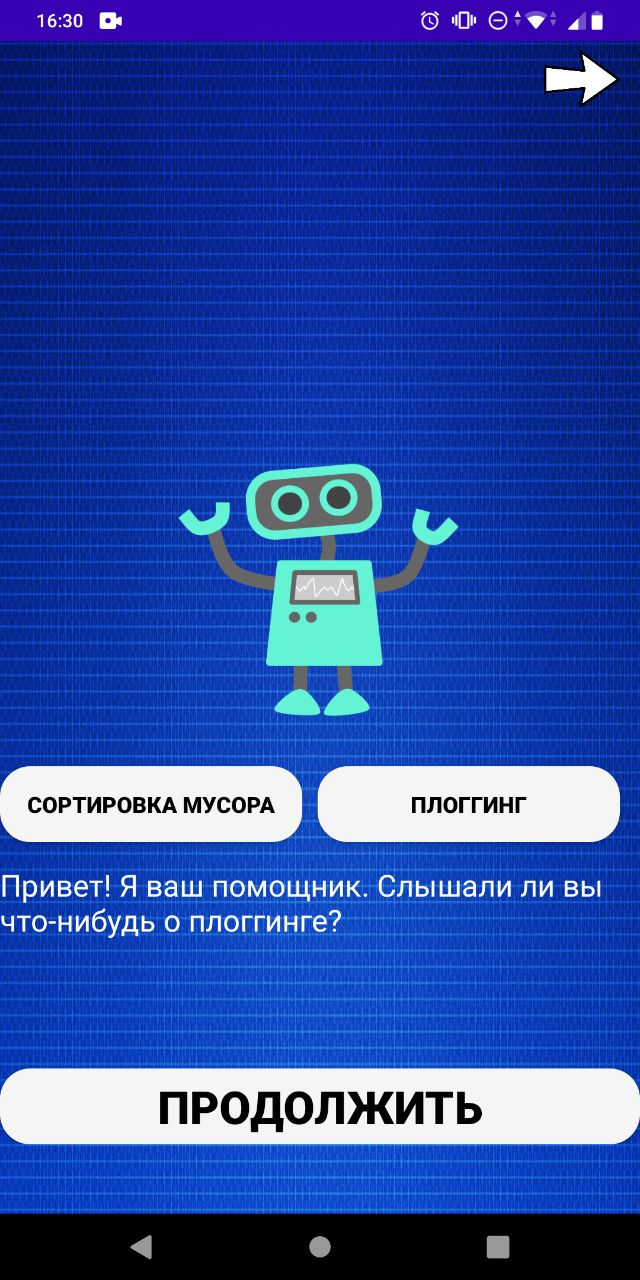 16:30
СОРТИРОВКА МУСОРА
ПЛОГГИНГ
Привет! Я ваш помощник. Слышали ли вы
что-нибудь о плоггинге?
ПРОДОЛЖИТЬ